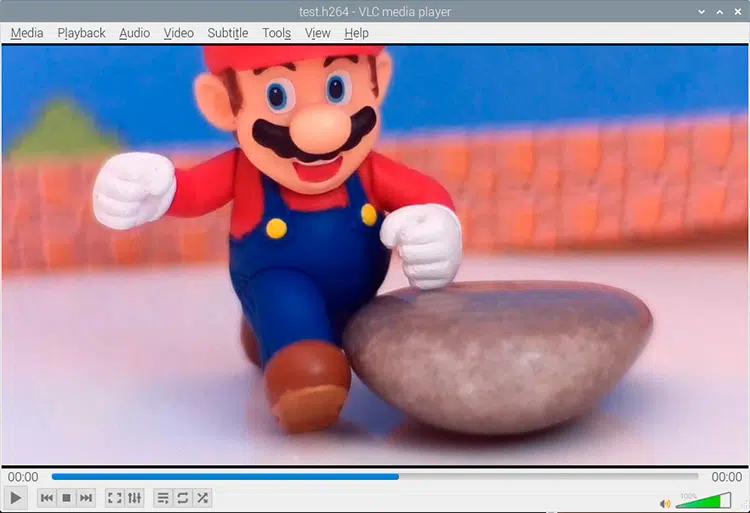 test.h264 - VLC media player
Media Playback Audio Video Subtitle Tools View Help
00:00 00:00
100%